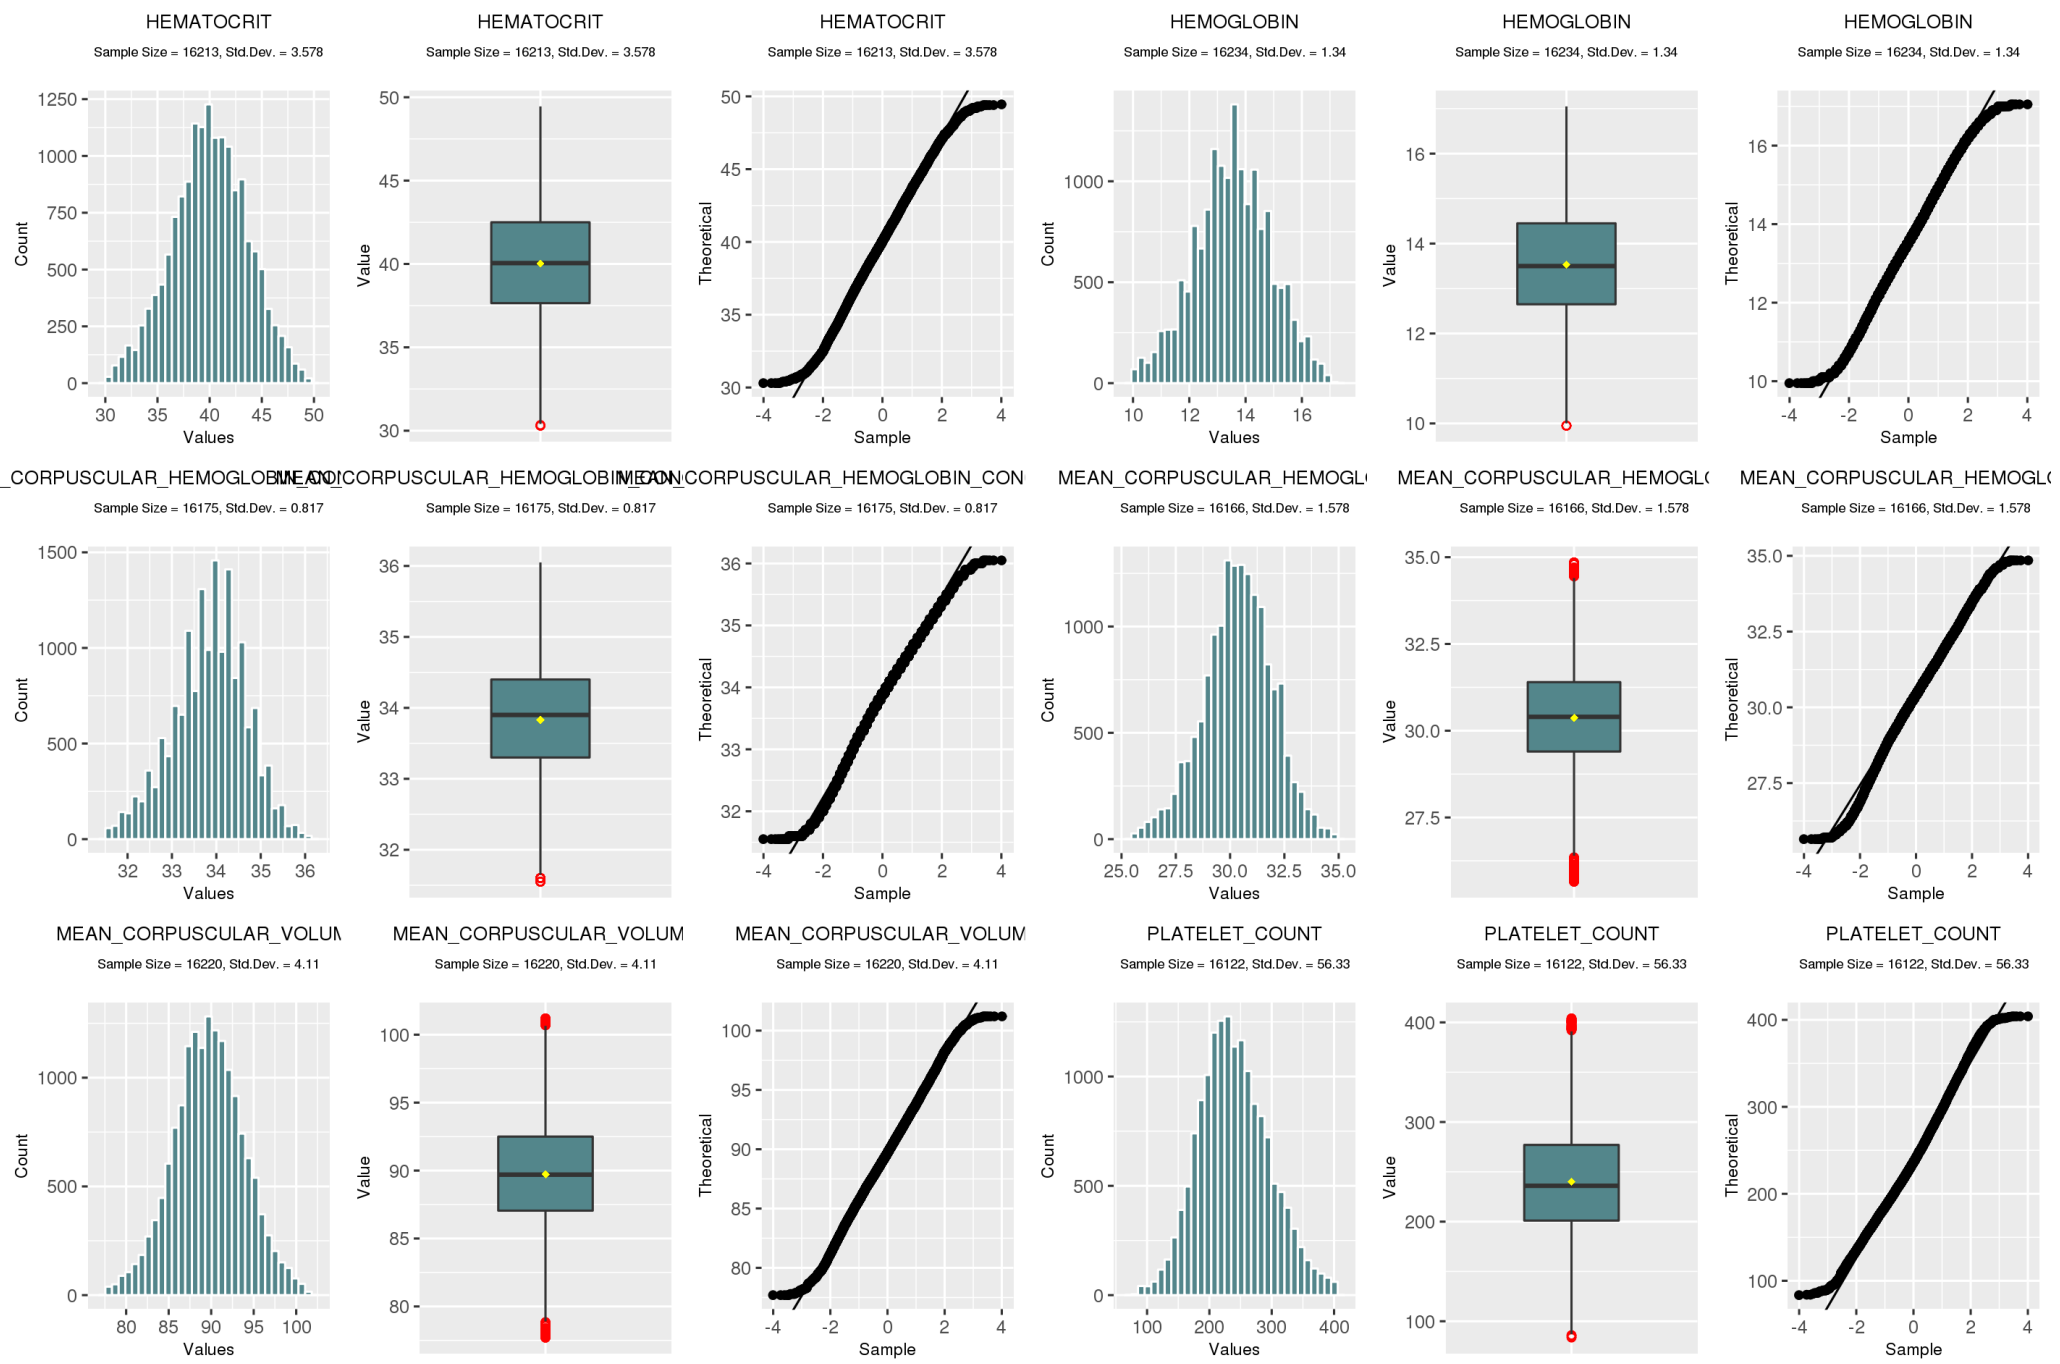 HEMATOCRIT
Sample Size = 16213, Std.Dev. = 3.578
1250
1000
750
500
250
0
Count
30 35 40 45 50
Values
HEMATOCRIT
Sample Size = 16213, Std.Dev. = 3.578
50
45
40
35
30
Value
HEMATOCRIT
Sample Size = 16213, Std.Dev. = 3.578
50
45
40
35
30
Theoretical
-4 -2 0 2 4
Sample
HEMOGLOBIN
Sample Size = 16234, Std.Dev. = 1.34
1000
500
0
Count
10 12 14 16
Values
HEMOGLOBIN
Sample Size = 16234, Std.Dev. = 1.34
16
14
12
10
Value
HEMOGLOBIN
Sample Size = 16234, Std.Dev. = 1.34
16
14
12
10
Theoretical
-4 -2 0 2 4
Sample
_CORPUSCULAR_HEMOGLOBIN_CON
Sample Size = 16175, Std.Dev. = 0.817
1500
1000
500
0
Count
32 33 34 35 36
Values
MEAN_CORPUSCULAR_HEMOGLOBIN_CON
Sample Size = 16175, Std.Dev. = 0.817
36
35
34
33
32
Value
MEAN_CORPUSCULAR_HEMOGLOBIN_CON
Sample Size = 16175, Std.Dev. = 0.817
36
35
34
33
32
Theoretical
-4 -2 0 2 4
Sample
MEAN_CORPUSCULAR_HEMOGL
Sample Size = 16166, Std.Dev. = 1.578
1000
500
0
Count
25.0 27.5 30.0 32.5 35.0
Values
MEAN_CORPUSCULAR_HEMOGL
Sample Size = 16166, Std.Dev. = 1.578
35.0
32.5
30.0
27.5
Value
MEAN_CORPUSCULAR_HEMOGL
Sample Size = 16166, Std.Dev. = 1.578
35.0
32.5
30.0
27.5
Theoretical
-4 -2 0 2 4
Sample
MEAN_CORPUSCULAR_VOLUM
Sample Size = 16220, Std.Dev. = 4.11
1000
500
0
Count
80 85 90 95 100
Values
MEAN_CORPUSCULAR_VOLUM
Sample Size = 16220, Std.Dev. = 4.11
100
95
90
85
80
Value
MEAN_CORPUSCULAR_VOLUM
Sample Size = 16220, Std.Dev. = 4.11
100
95
90
85
80
Theoretical
-4 -2 0 2 4
Sample
PLATELET_COUNT
Sample Size = 16122, Std.Dev. = 56.33
1000
500
0
Count
100 200 300 400
Values
PLATELET_COUNT
Sample Size = 16122, Std.Dev. = 56.33
400
300
200
100
Value
PLATELET_COUNT
Sample Size = 16122, Std.Dev. = 56.33
400
300
200
100
Theoretical
-4 -2 0 2 4
Sample